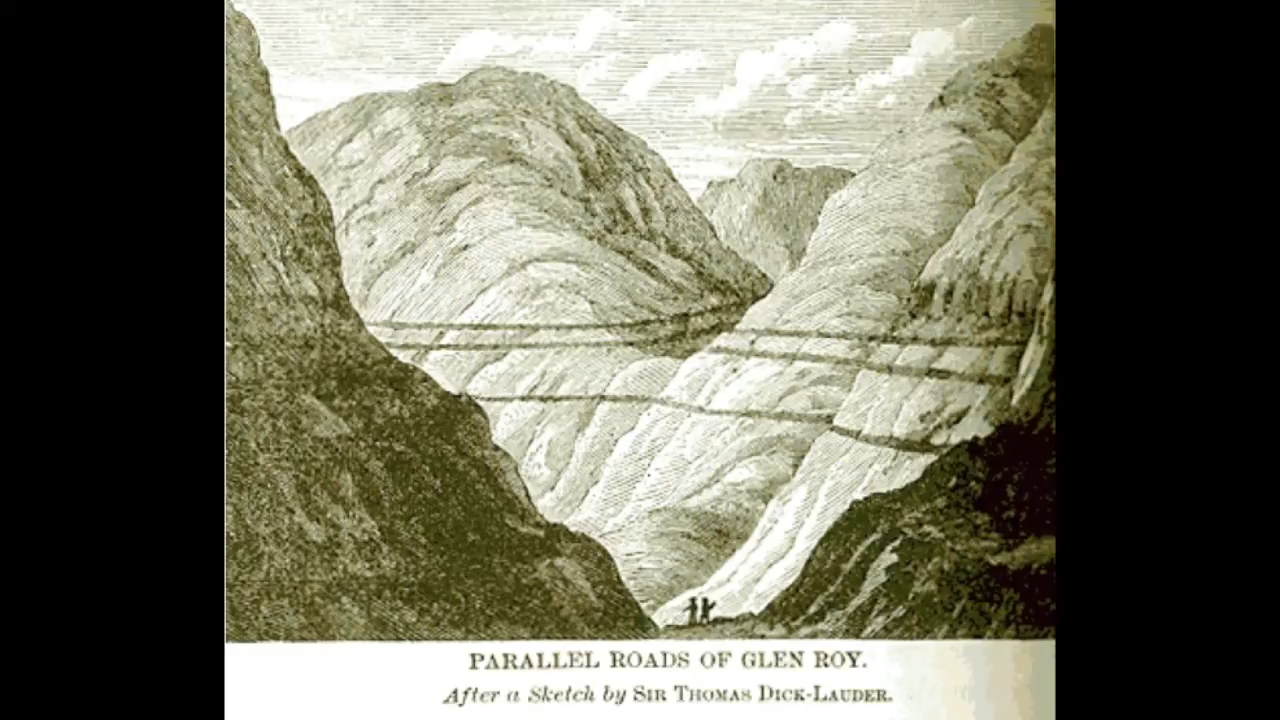 PARALLEL ROADS OF GLEN ROY.
After a Sketch by SIR THOMAS DICK-LAUDER.